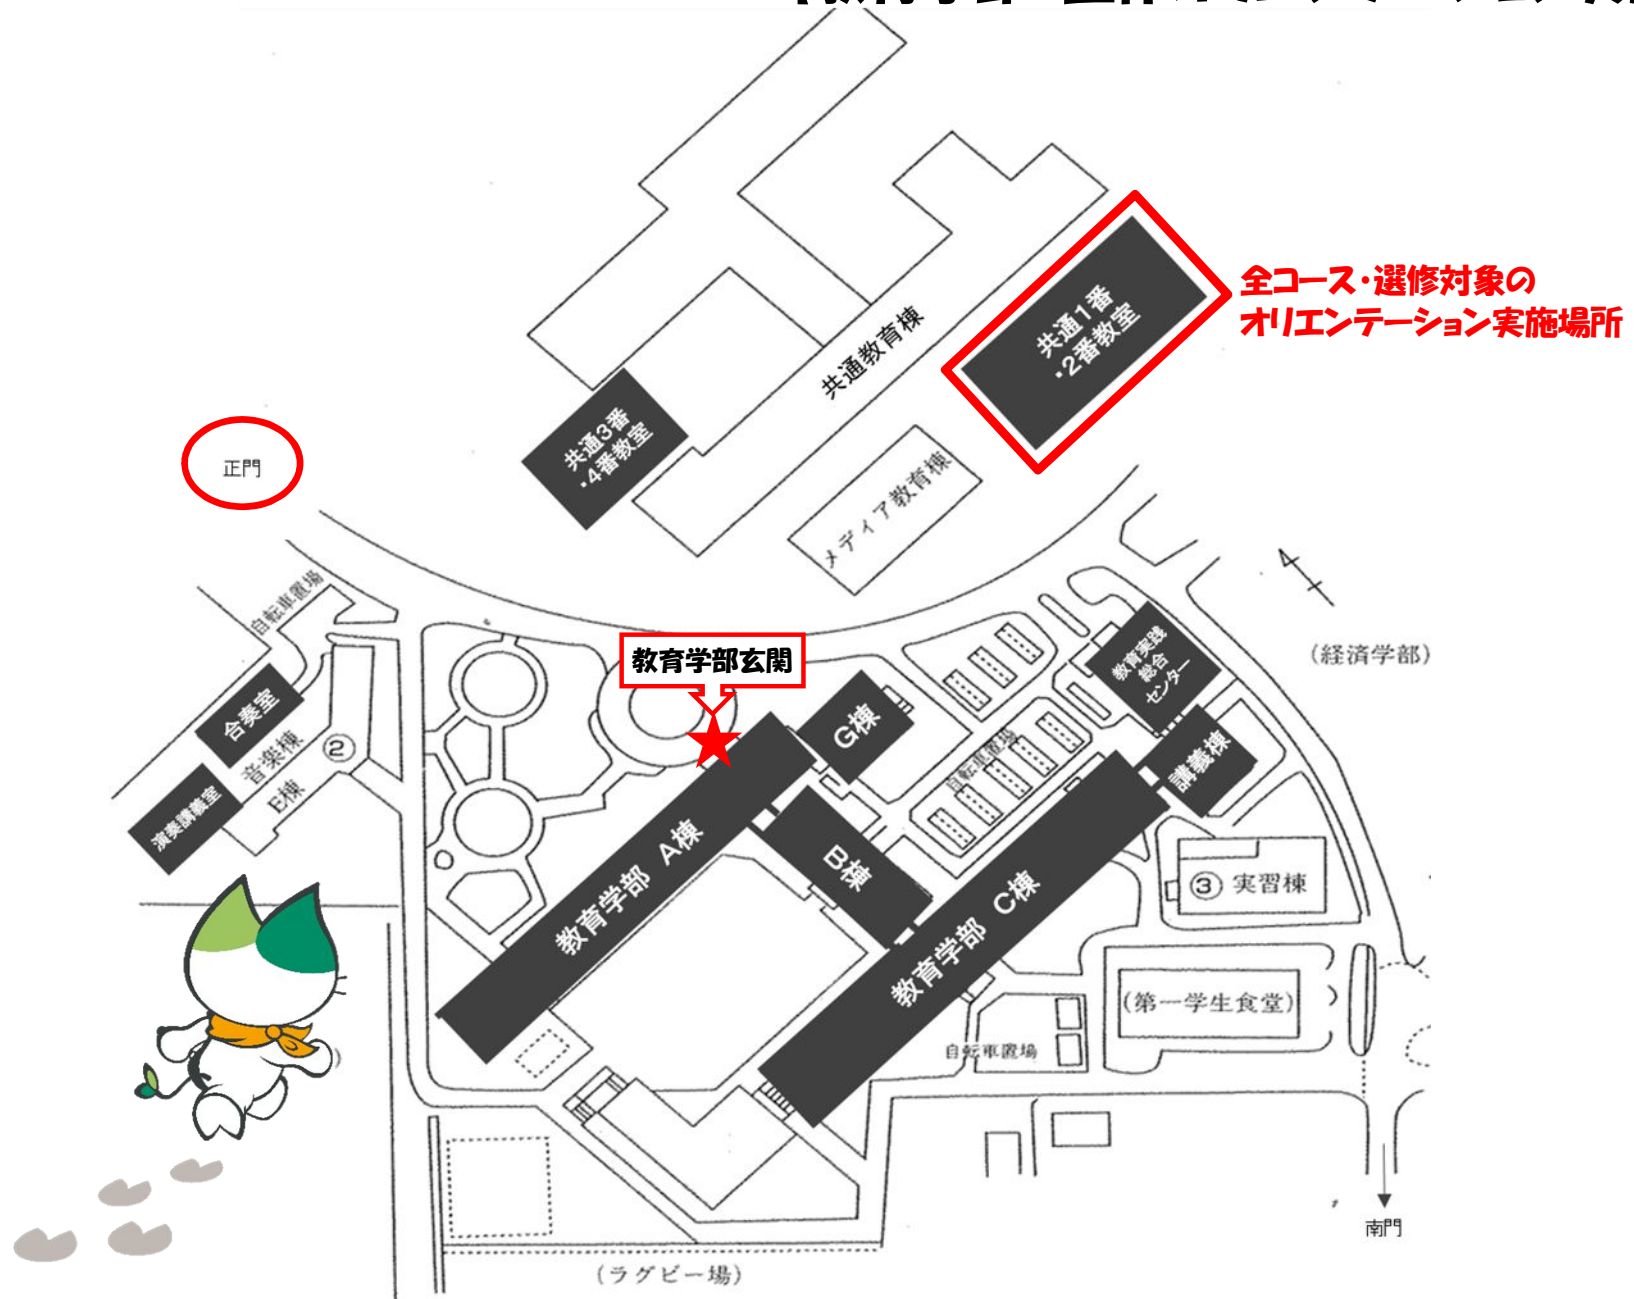 全コース・選修対象の
オリエンテーション実施場所
共通1番
・2番教室
共通教育棟
共通3番
・4番教室
メディア教育棟
正門
自転車置場
(経済学部)
教育学部玄関
教育実践
総合
センター
G棟
合奏室
音楽棟
②
E棟
演奏講義室
自転車置場
講義棟
教育学部 A棟
B棟
教育学部 C棟
③ 実習棟
(第一学生食堂)
自転車置場
南門
(ラグビー場)